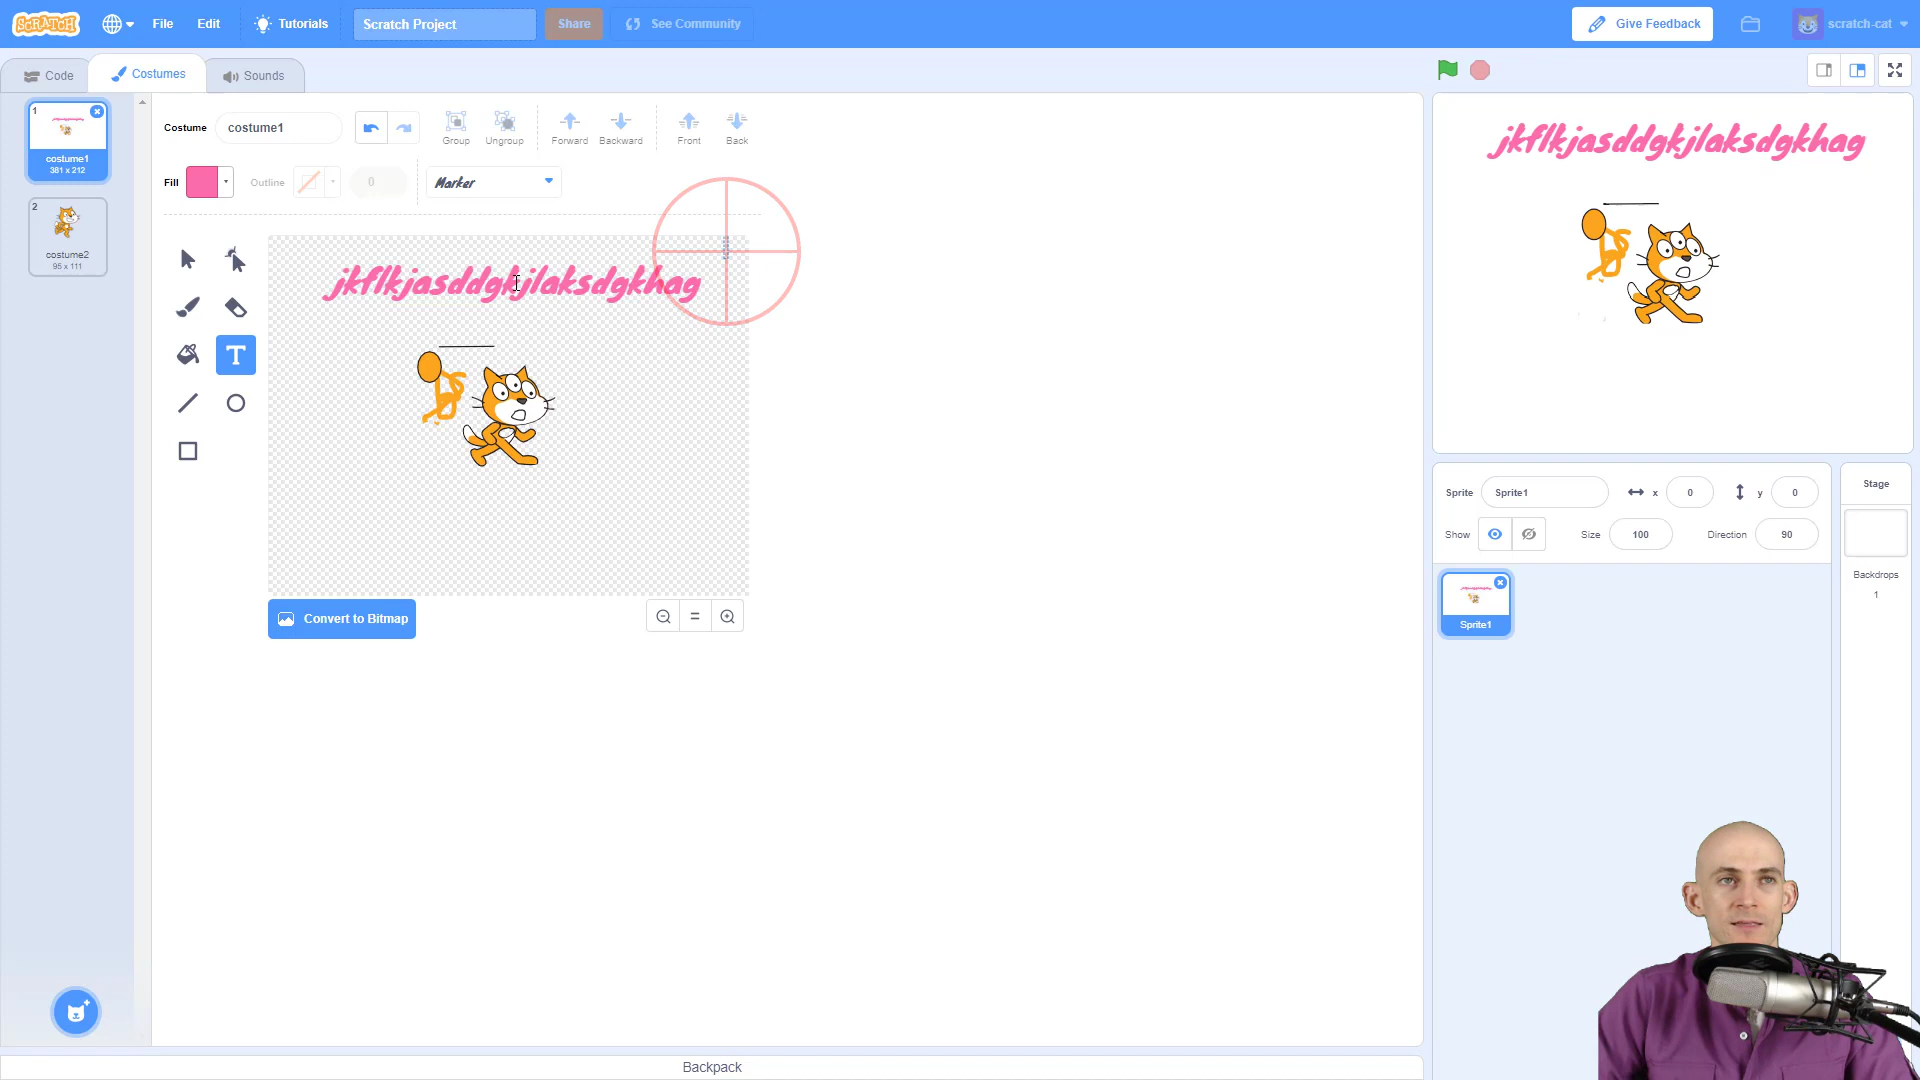 SCRATCH
File
Edit
Tutorials
Scratch Project
Share
See Community
Give Feedback
scratch-cat
Code
Costumes
Sounds
1
costume1
381 x 212
2
costume2
95 x 111
Costume
costume1
Group
Ungroup
Forward
Backward
Front
Back
Fill
Outline
0
Marker
T
jkflkjasddgkjlaksdgkhag
Convert to Bitmap
jkflkjasddgkjlaksdgkhag
Sprite
Sprite1
x
0
y
0
Show
Size
100
Direction
90
Sprite1
Stage
Backdrops
1
Backpack